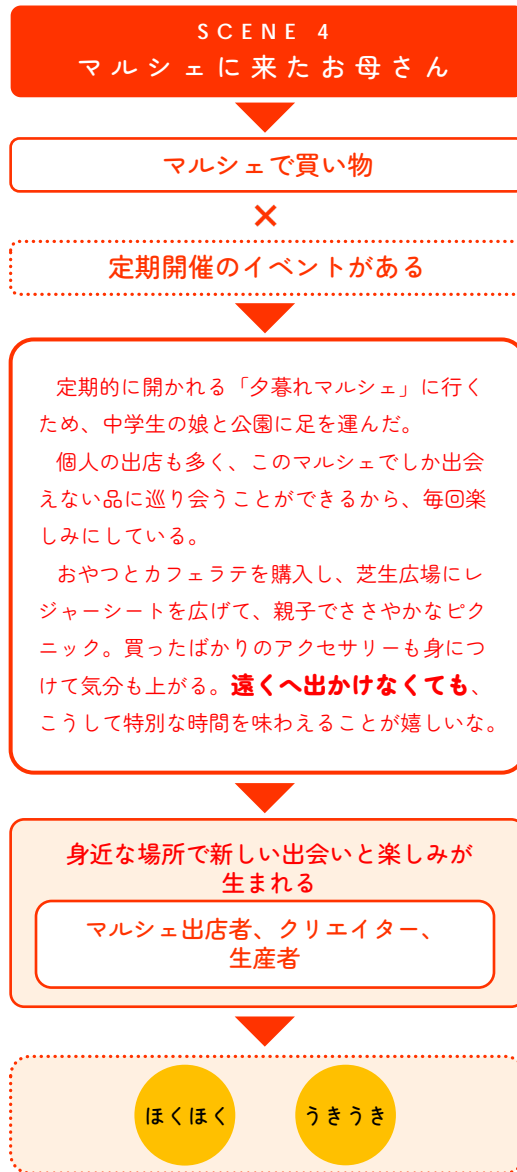 SCENE 4
マルシェに来たお母さん
マルシェで買い物
×
定期開催のイベントがある
定期的に開かれる「夕暮れマルシェ」に行く
ため、中学生の娘と公園に足を運んだ。
個人の出店も多く、このマルシェでしか出会
えない品に巡り会うことができるから、毎回楽
しみにしている。
おやつとカフェラテを購入し、芝生広場にレ
ジャーシートを広げて、親子でささやかなピク
ニック。買ったばかりのアクセサリーも身につ
けて気分も上がる。遠くへ出かけなくても、
こうして特別な時間を味わえることが嬉しいな。
身近な場所で新しい出会いと楽しみが
生まれる
マルシェ出店者、クリエイター、
生産者
ほくほく
うきうき